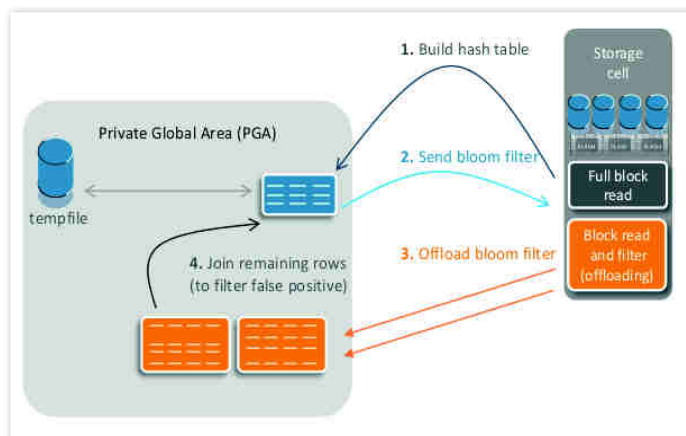 1. Build hash table
Storage
cell
Private Global Area (PGA)
2. Send bloom filter
Full block
read
tempfile
3. Offload bloom filter
Block read
and filter
(offloading)
4. Join remaining rows
(to filter false positive)